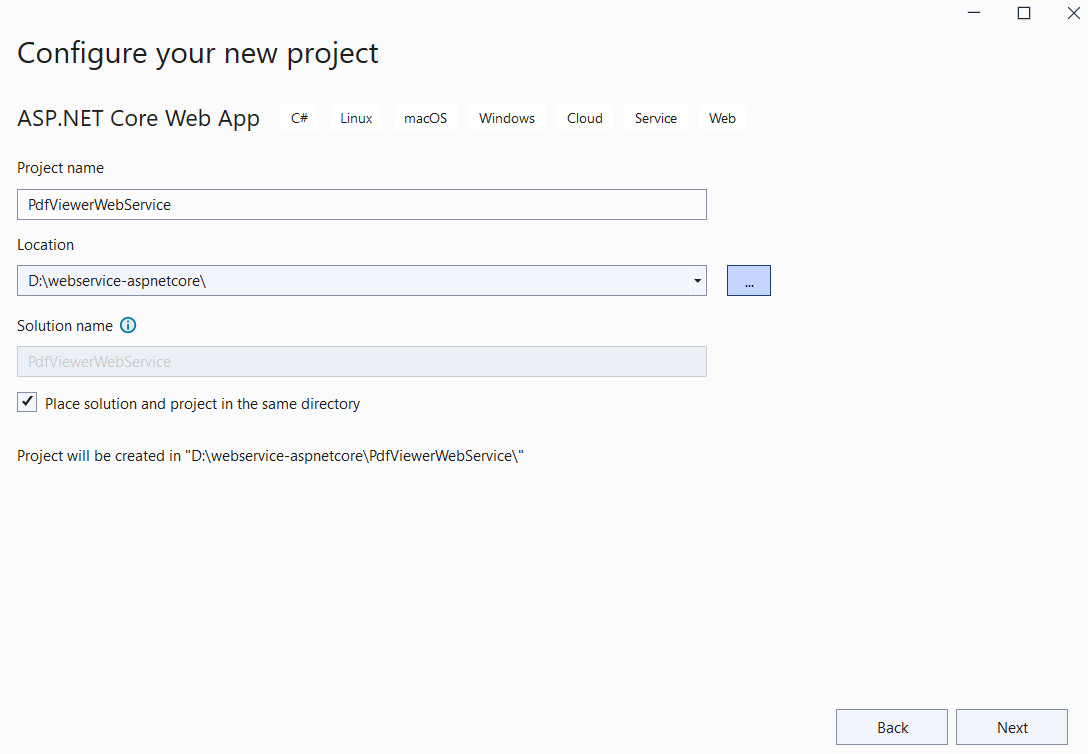 Configure your new project
ASP.NET Core Web App C# Linux macOS Windows Cloud Service Web
Project name
PdfViewerWebService
Location
D:\webservice-aspnetcore\
...
Solution name
PdfViewerWebService
Place solution and project in the same directory
Project will be created in "D:\webservice-aspnetcore\PdfViewerWebService\"
Back Next